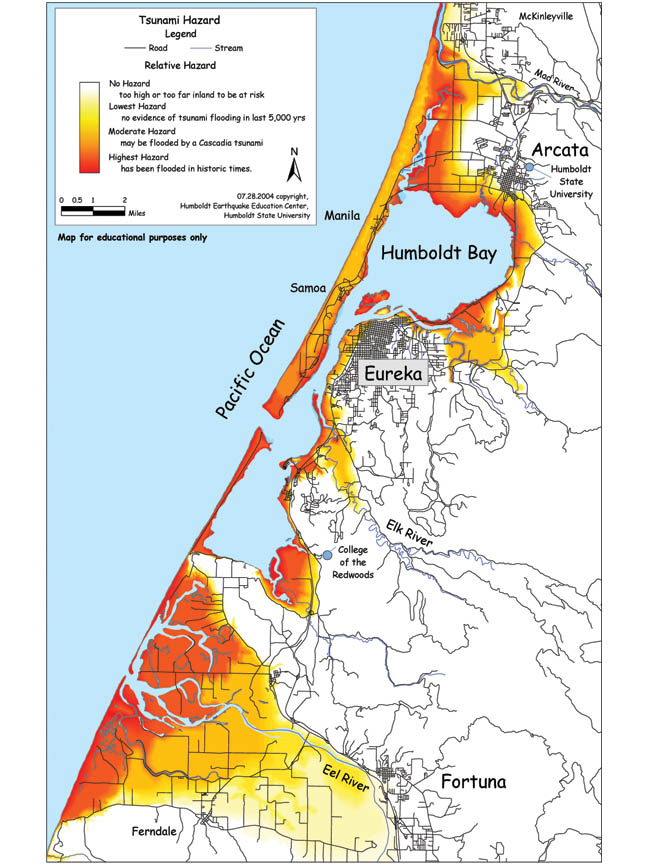 Tsunami Hazard
Legend
Road Stream
Relative Hazard
No Hazard
too high or too far inland to be at risk
Lowest Hazard
no evidence of tsunami flooding in last 5,000 yrs
Moderate Hazard
may be flooded by a Cascadia tsunami
Highest Hazard
has been flooded in historic times.
N
0 0.5 1 2
Miles
07.28.2004 copyright,
Humboldt Earthquake Education Center,
Humboldt State University
Map for educational purposes only
McKinleyville
Mad River
Arcata
Humboldt
State
University
Manila
Humboldt Bay
Samoa
Pacific Ocean
Eureka
Elk River
College
of the
Redwoods
Eel River
Fortuna
Ferndale